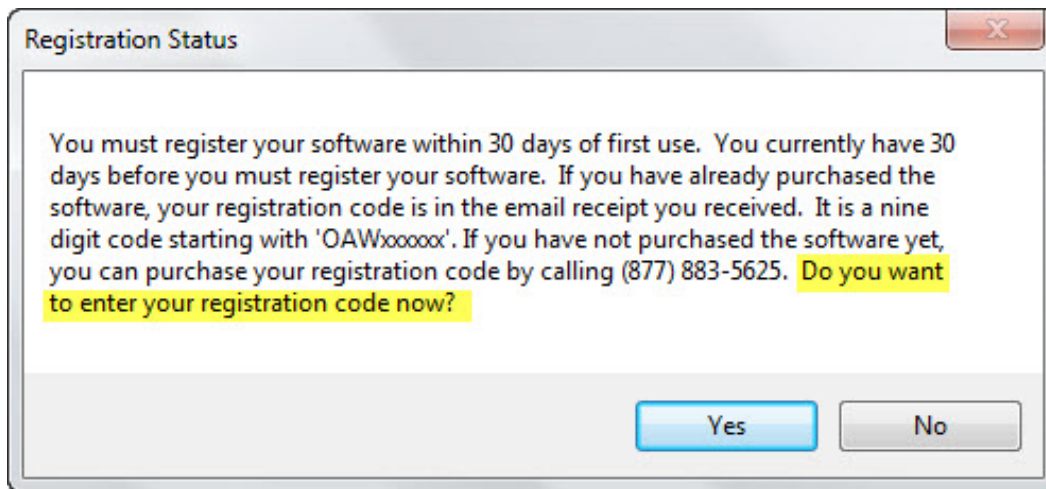 Registration Status
You must register your software within 30 days of first use.  You currently have 30
days before you must register your software.  If you have already purchased the
software, your registration code is in the email receipt you received.  It is a nine
digit code starting with 'OAWxxxxxx'. If you have not purchased the software yet,
you can purchase your registration code by calling (877) 883-5625.  Do you want
to enter your registration code now?
Yes
No